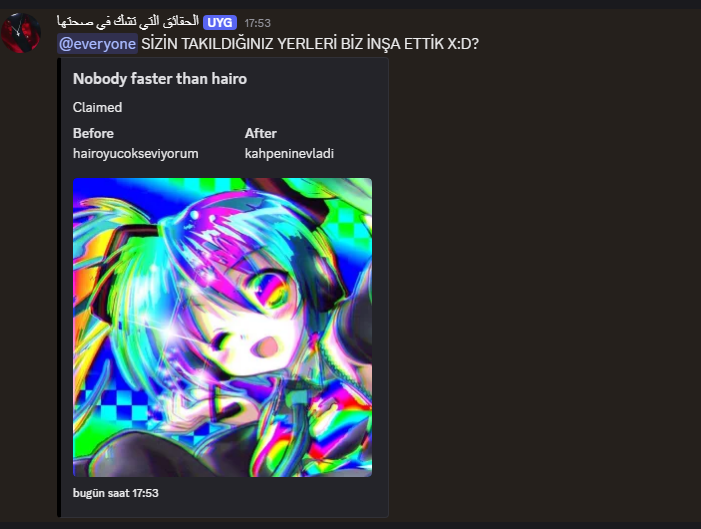 الحقائق التي تشك في صحتها UYG 17:53
@everyone SİZİN TAKILDIĞINIZ YERLERİ BİZ İNŞA ETTİK X:D?
Nobody faster than hairo
Claimed
Before After
hairoyucokseviyorum kahpeninevladi
bugün saat 17:53